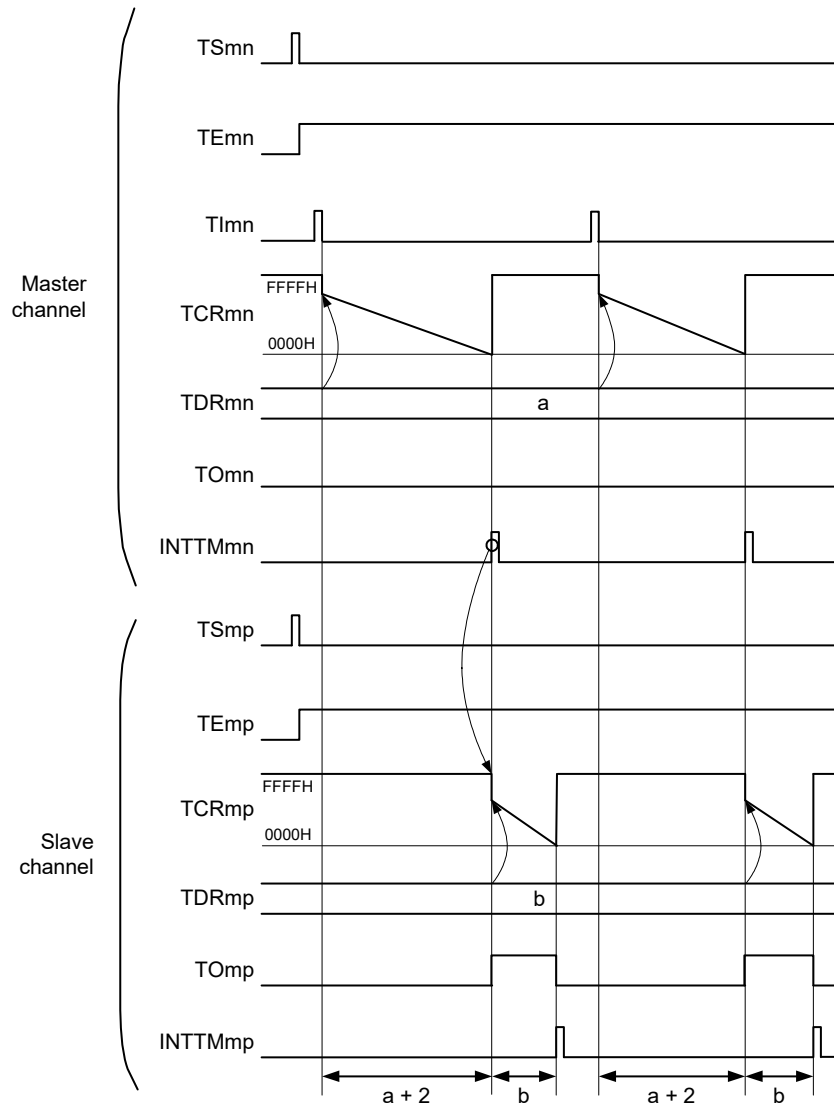 TSmn
TEmn
TImn
Master
channel
FFFFH
TCRmn
0000H
TDRmn
a
TOmn
INTTMmn
TSmp
TEmp
FFFFH
TCRmp
0000H
Slave
channel
TDRmp
b
TOmp
INTTMmp
a + 2 b a + 2 b